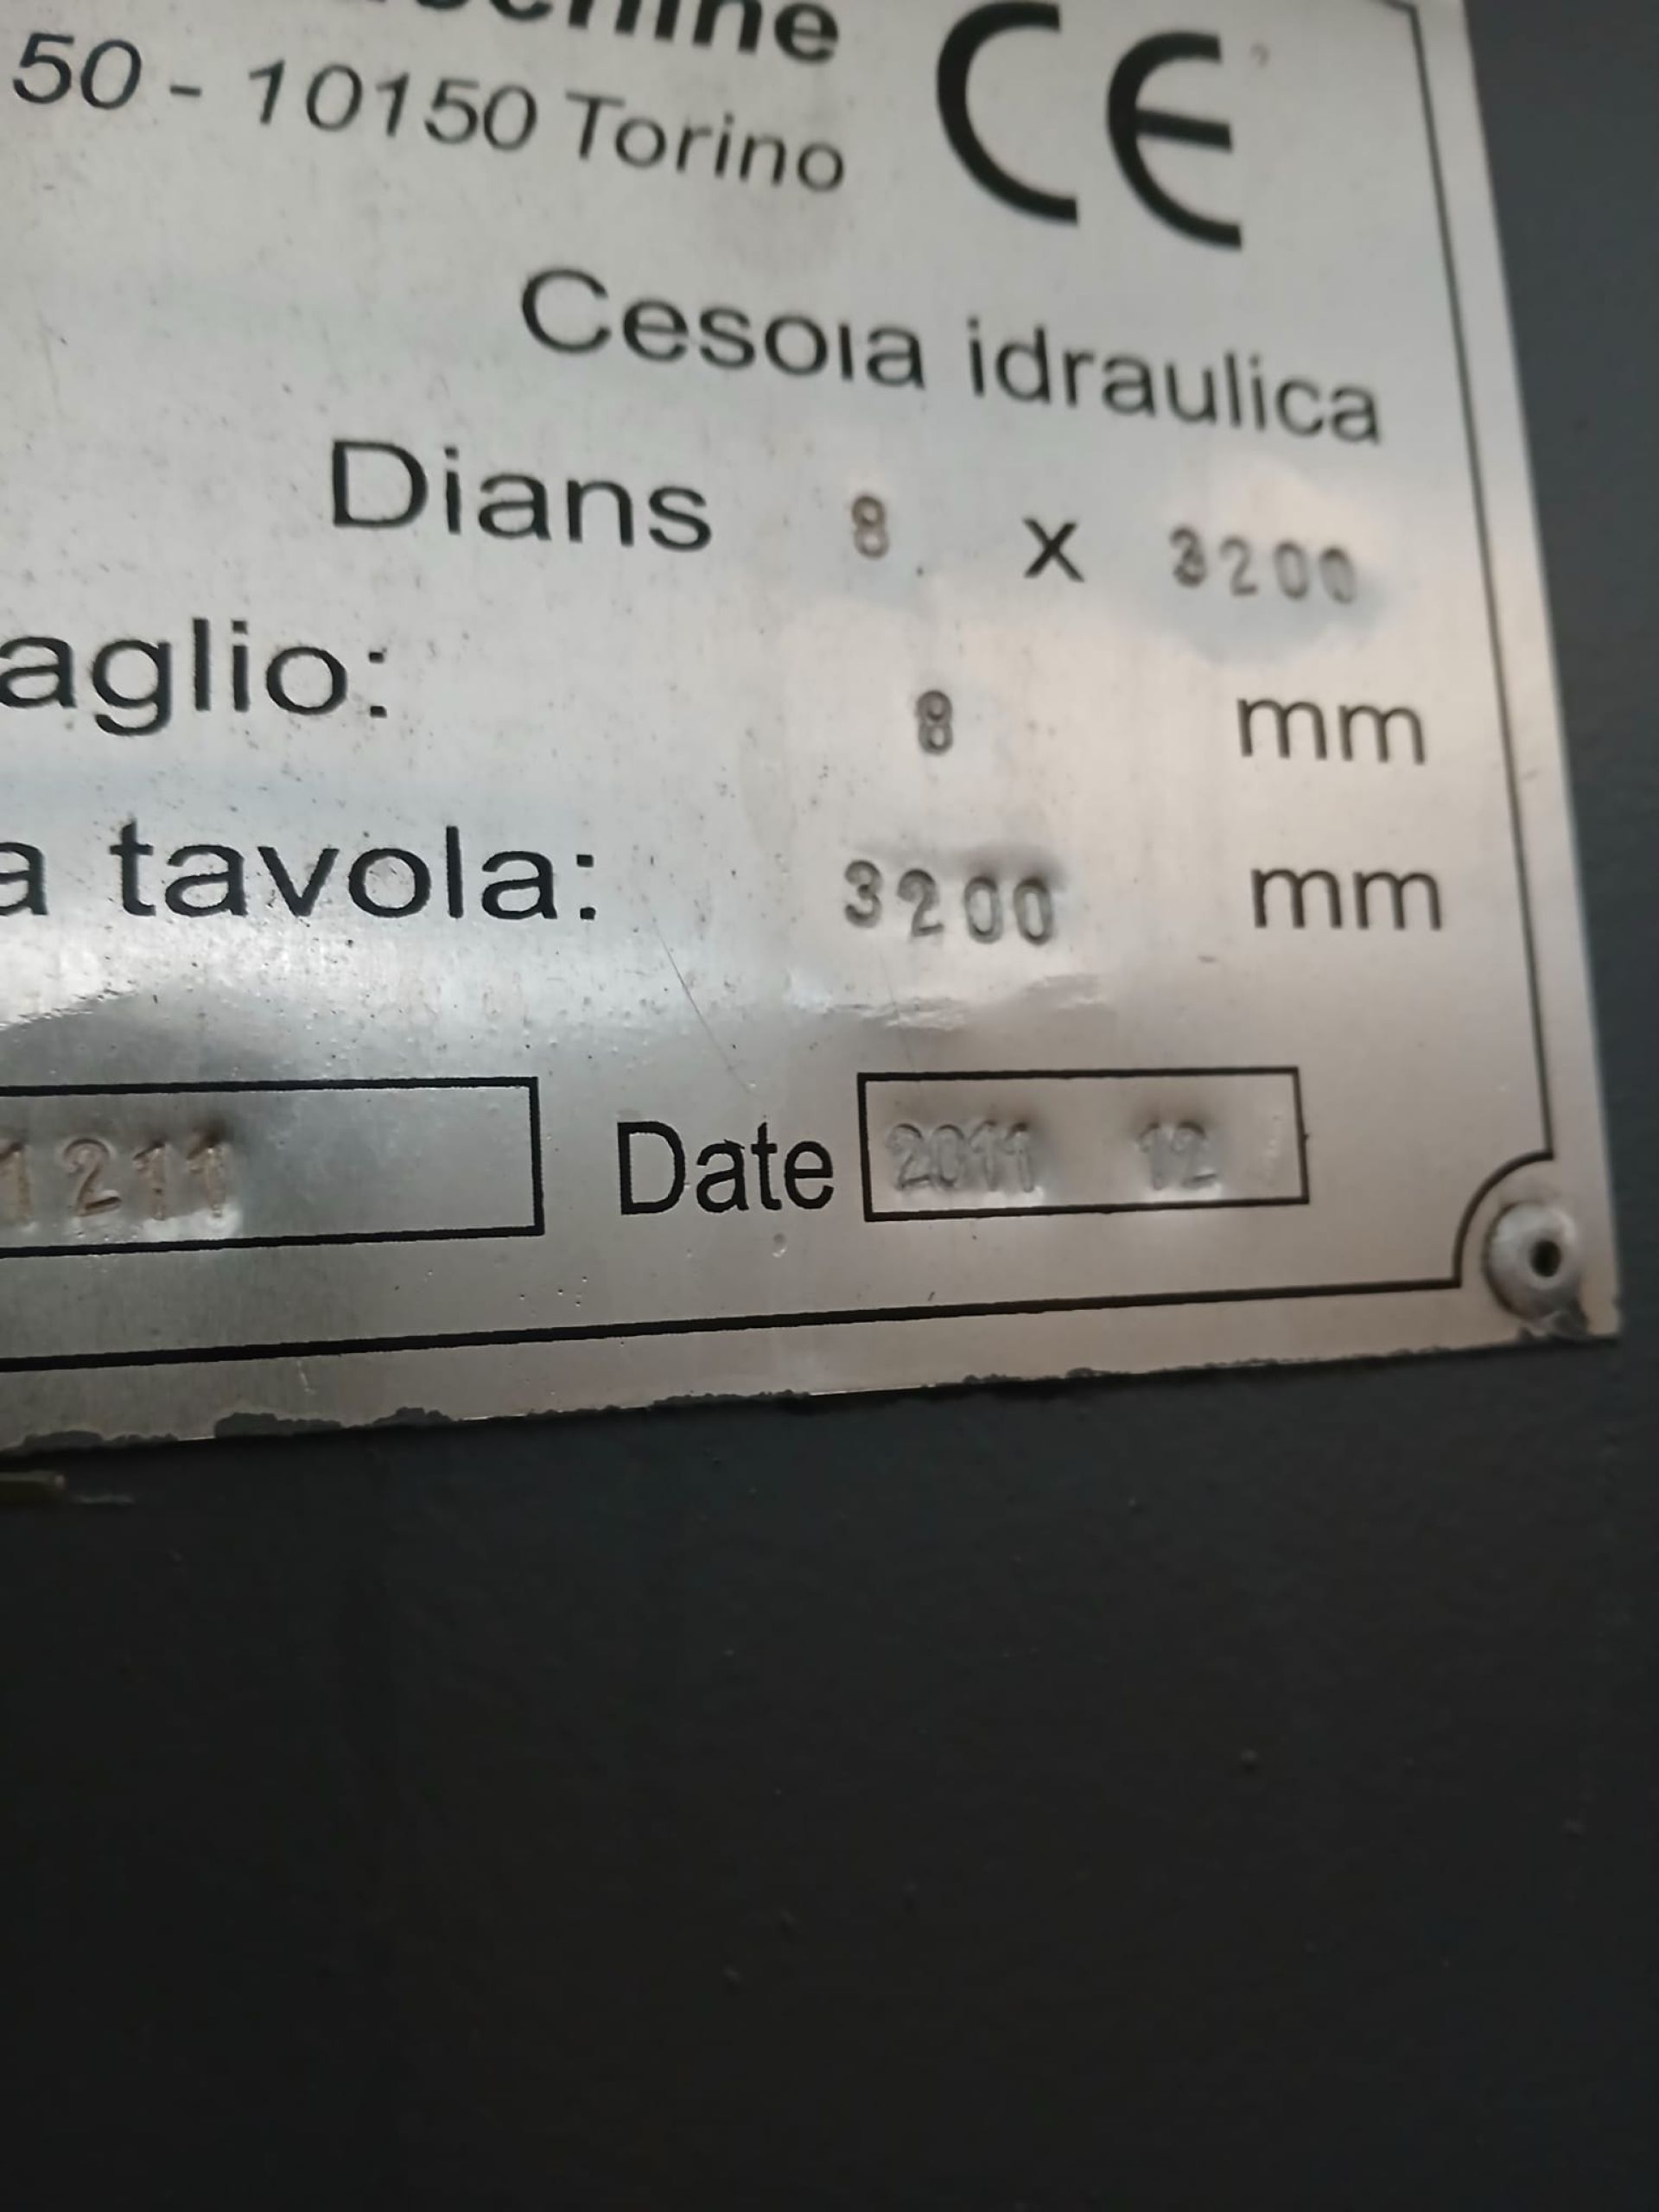 50 - 10150 Torino
CE
Cesoia idraulica
Dians 8 x 3200
aglio: 8 mm
a tavola: 3200 mm
1211 Date 2011 12